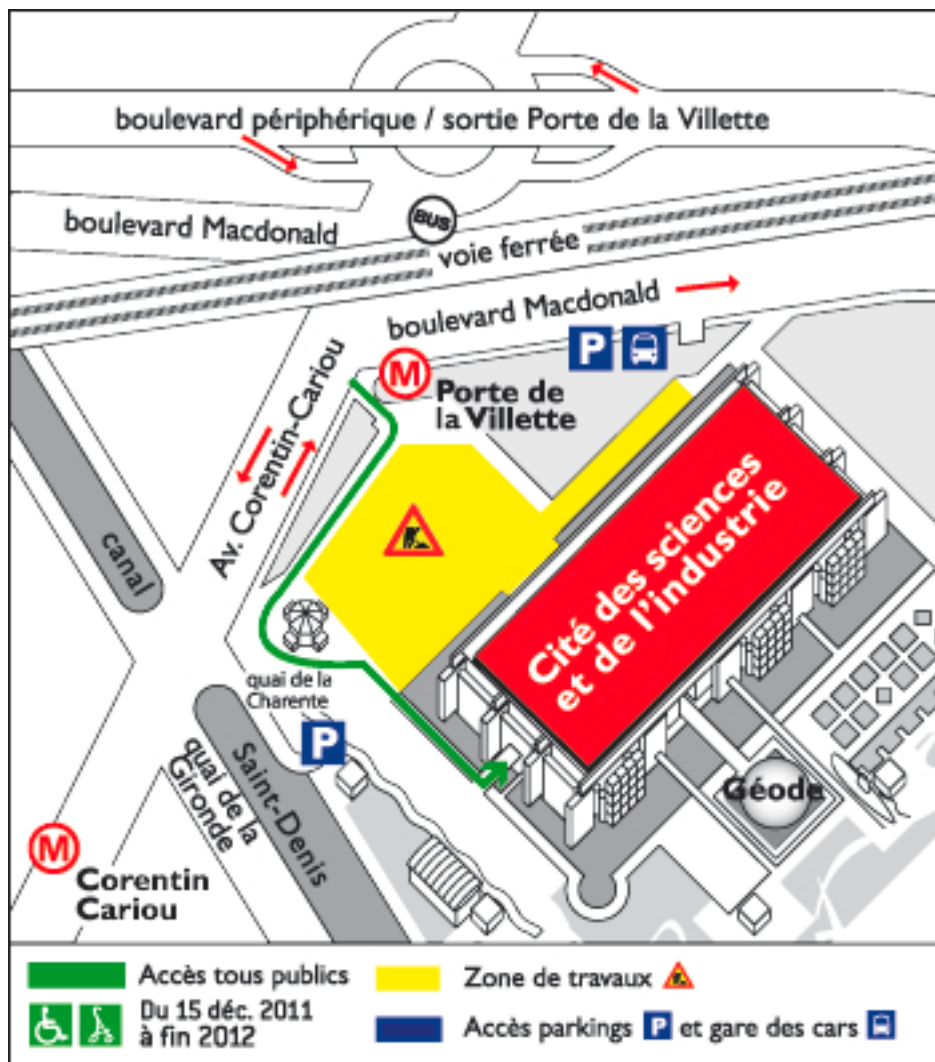 boulevard périphérique / sortie Porte de la Villette
BUS
boulevard Macdonald
voie ferrée
boulevard Macdonald
P
M
Porte de
la Villette
Av. Corentin-Cariou
canal
Cité des sciences
et de l'industrie
quai de la
Charente
P
Saint-Denis
quai de la
Gironde
Géode
M
Corentin
Cariou
Accès tous publics
Zone de travaux
Du 15 déc. 2011
à fin 2012
Accès parkings P et gare des cars